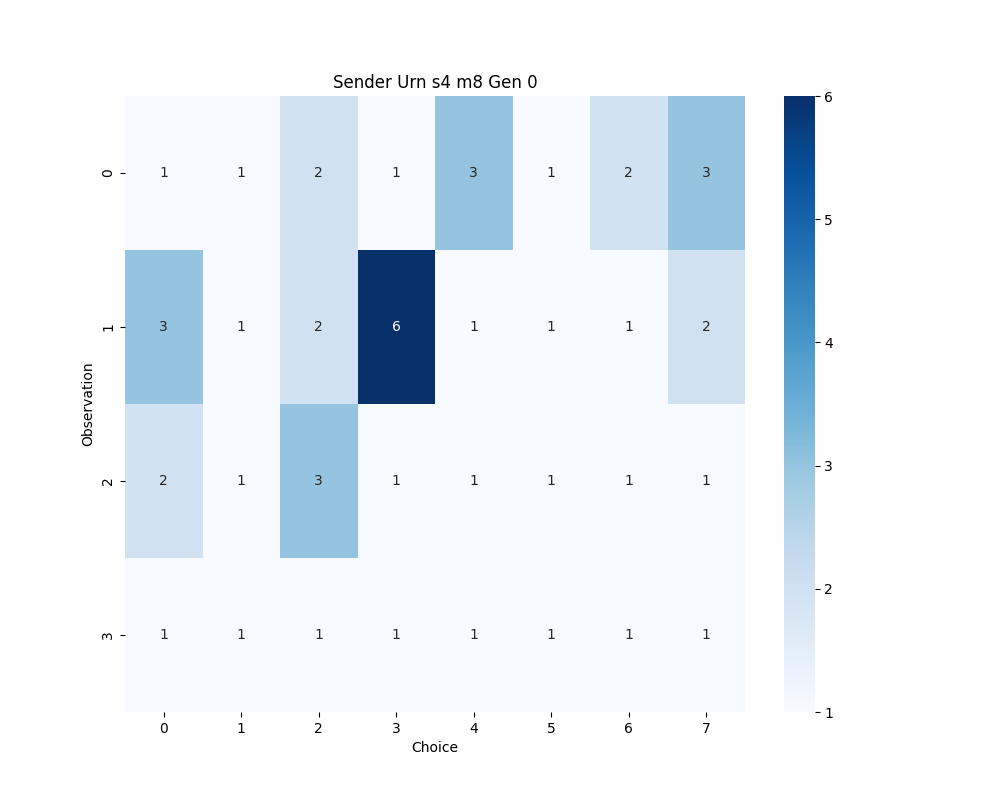 Sender Urn s4 m8 Gen 0
Observation
0 1 1 2 1 3 1 2 3
1 3 1 2 6 1 1 1 2
2 2 1 3 1 1 1 1 1
3 1 1 1 1 1 1 1 1
0 1 2 3 4 5 6 7
Choice
6
5
4
3
2
1